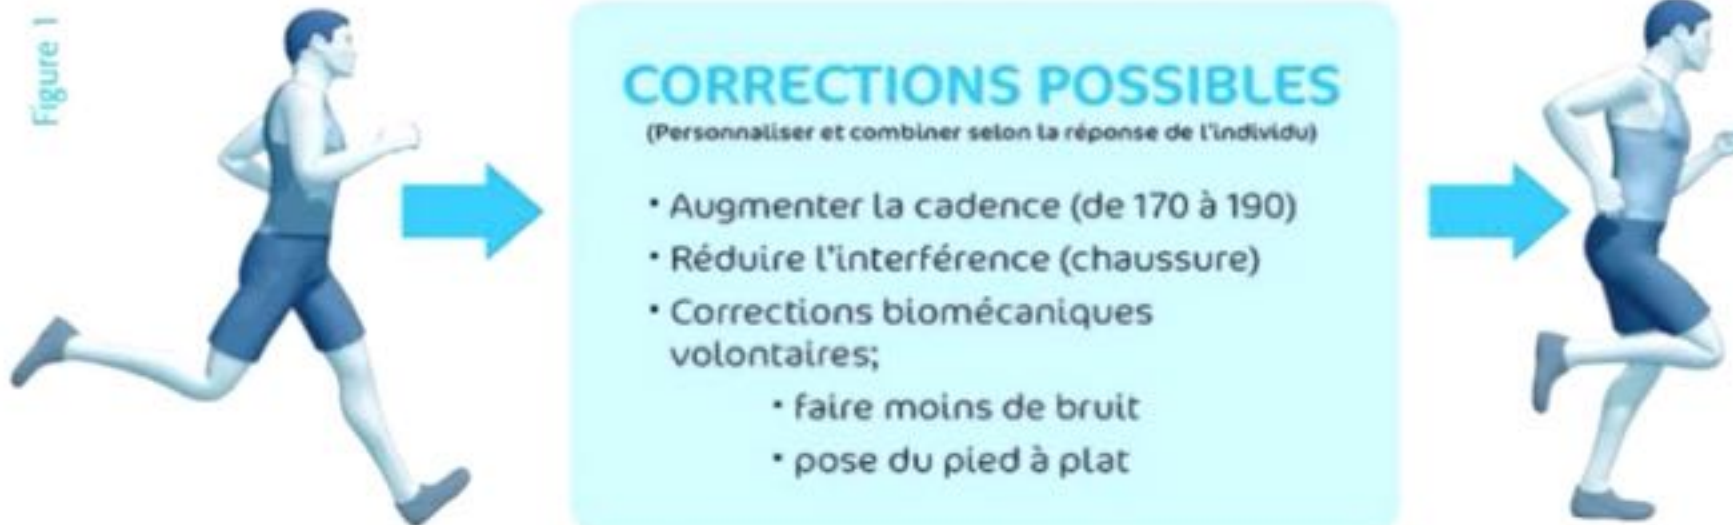 Figure 1
CORRECTIONS POSSIBLES
(Personnaliser et combiner selon la réponse de l'individu)
• Augmenter la cadence (de 170 à 190)
• Réduire l'interférence (chaussure)
• Corrections biomécaniques
volontaires;
• faire moins de bruit
• pose du pied à plat